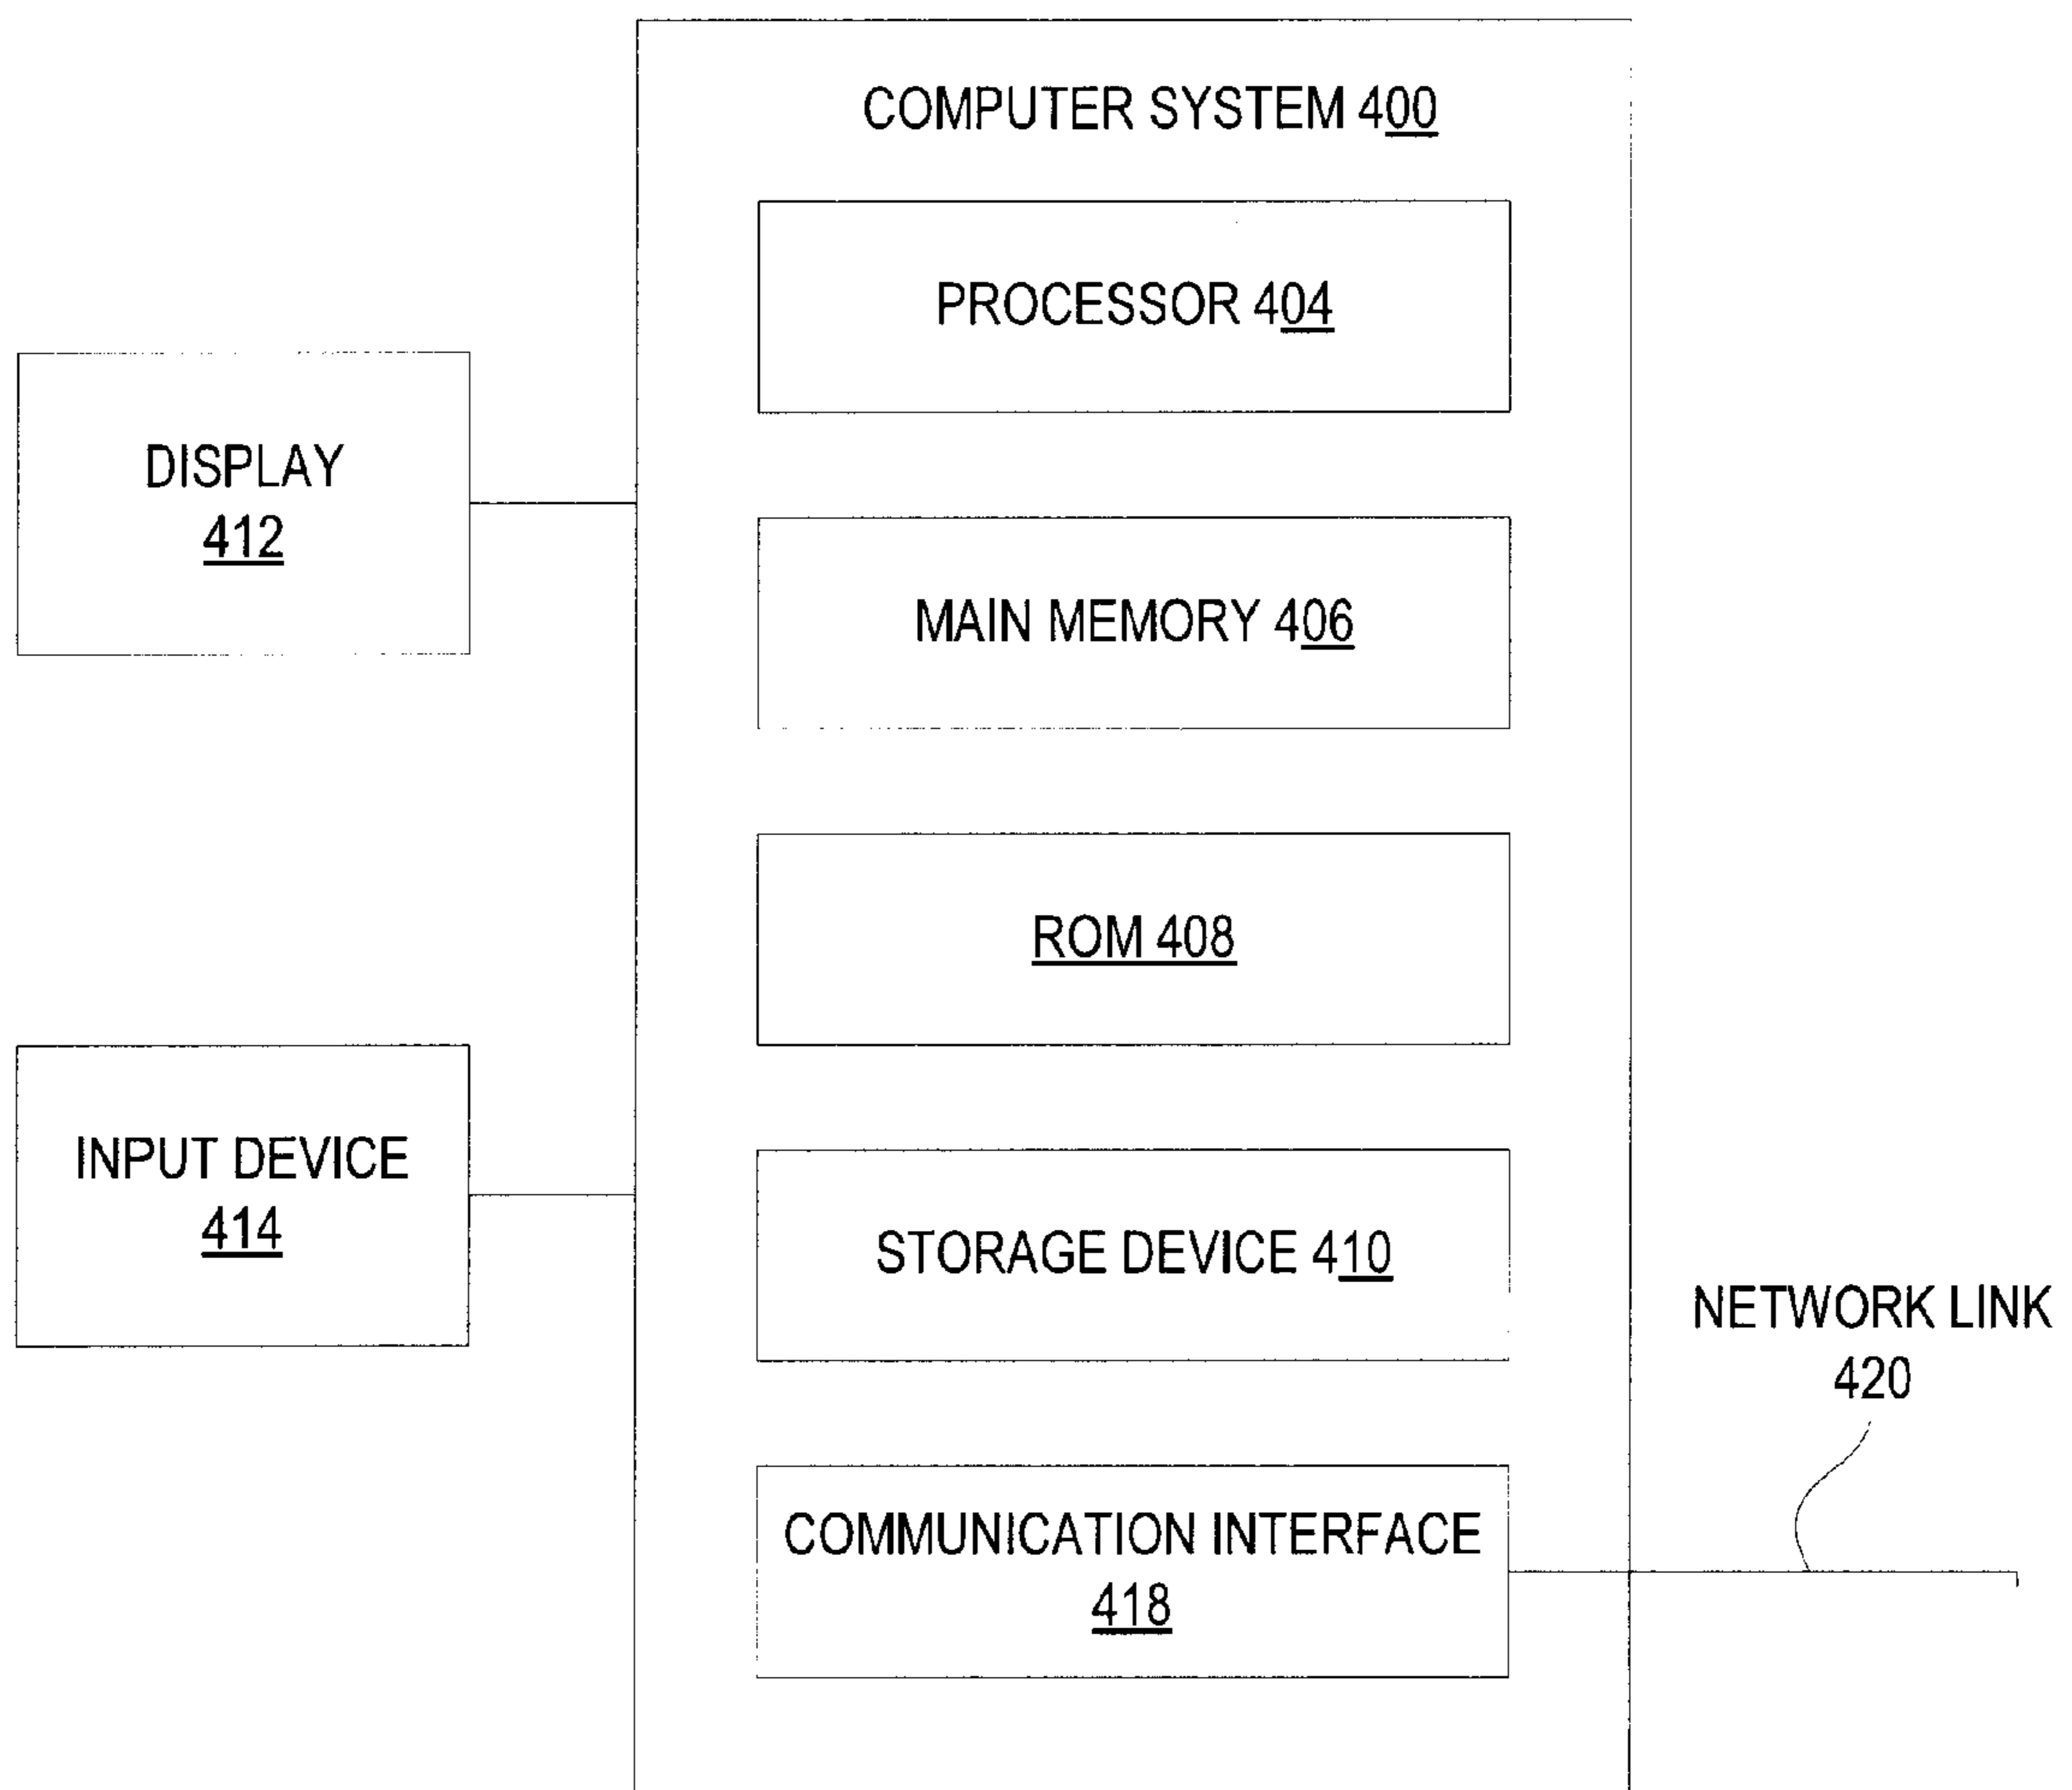 COMPUTER SYSTEM 400
PROCESSOR 404
DISPLAY
412
MAIN MEMORY 406
ROM 408
INPUT DEVICE
414
STORAGE DEVICE 410
NETWORK LINK
420
COMMUNICATION INTERFACE
418